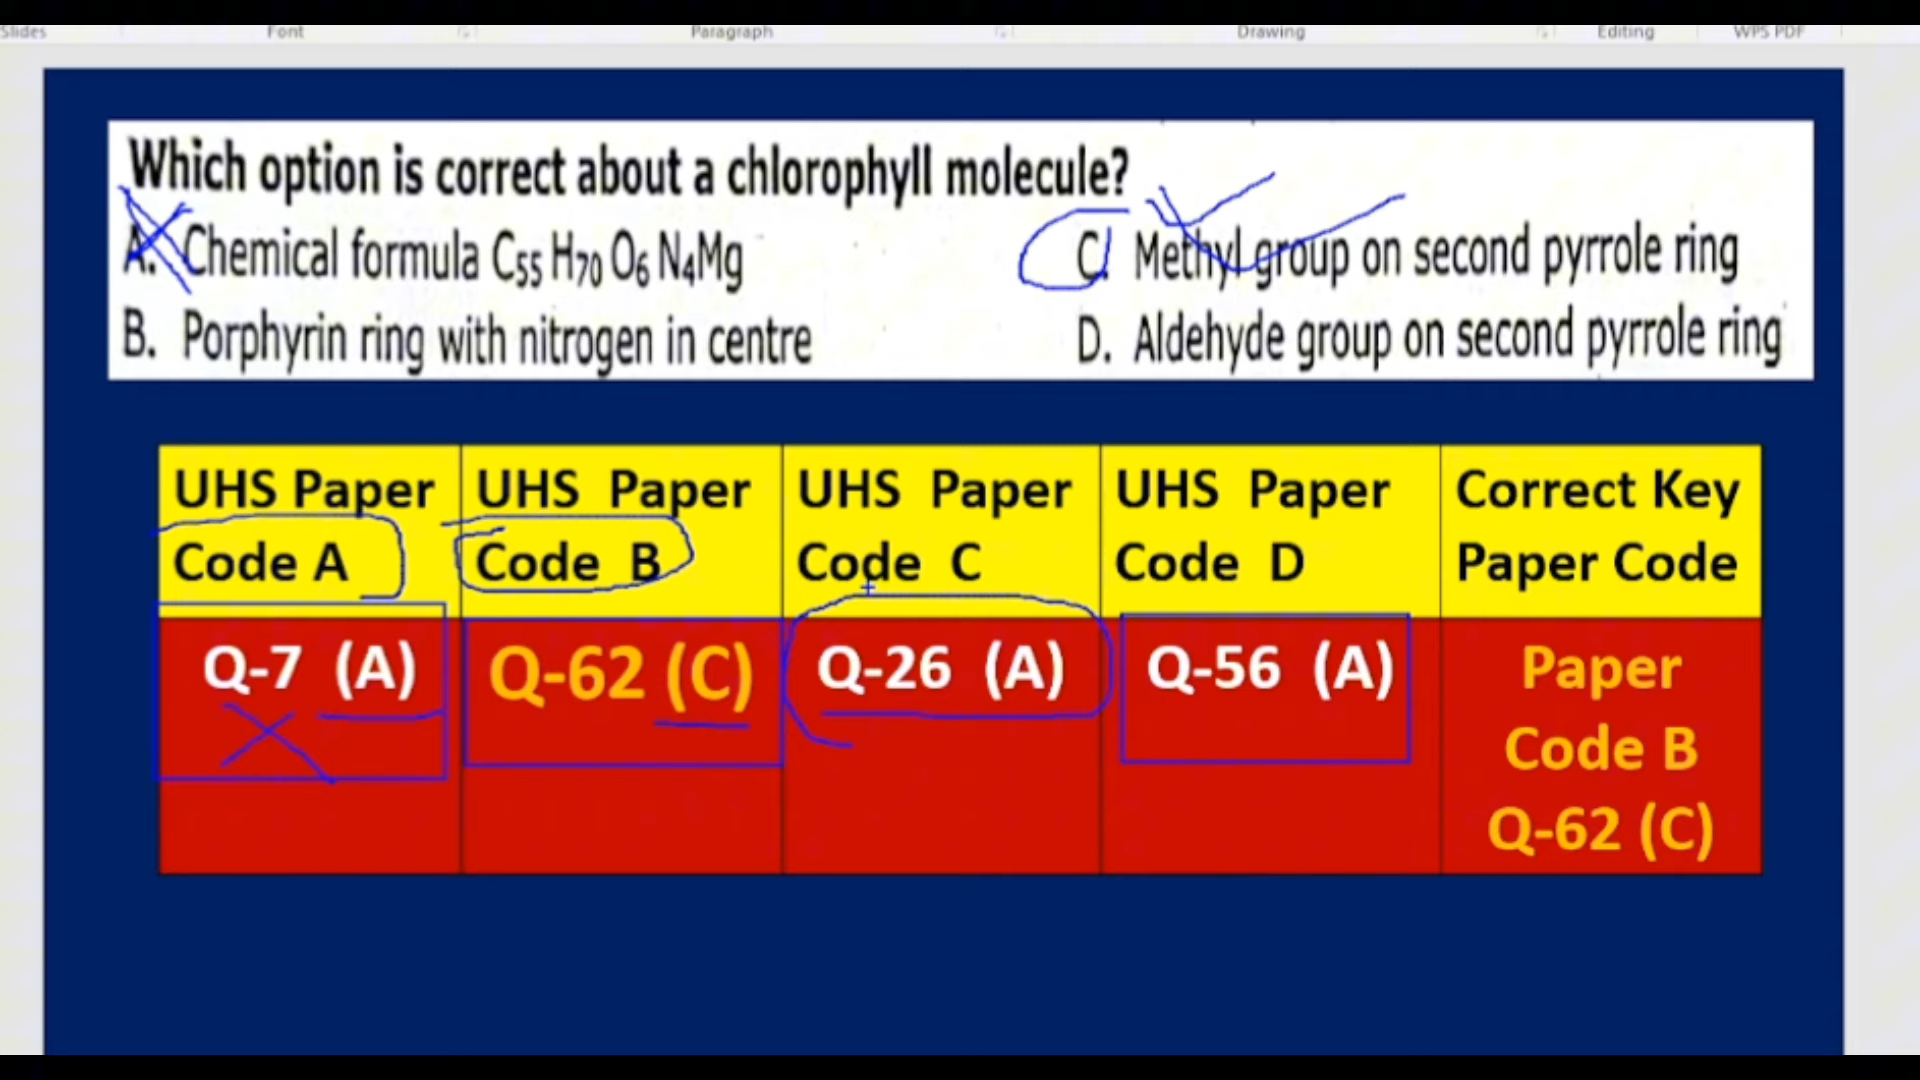 Slides Font Paragraph Drawing Editing WPS PDF
Which option is correct about a chlorophyll molecule?
A. Chemical formula C₅₅ H₇₀ O₆ N₄Mg
B. Porphyrin ring with nitrogen in centre
C. Methyl group on second pyrrole ring
D. Aldehyde group on second pyrrole ring
UHS Paper
Code A
UHS Paper
Code B
UHS Paper
Code C
UHS Paper
Code D
Correct Key
Paper Code
Q-7 (A)
Q-62 (C)
Q-26 (A)
Q-56 (A)
Paper
Code B
Q-62 (C)